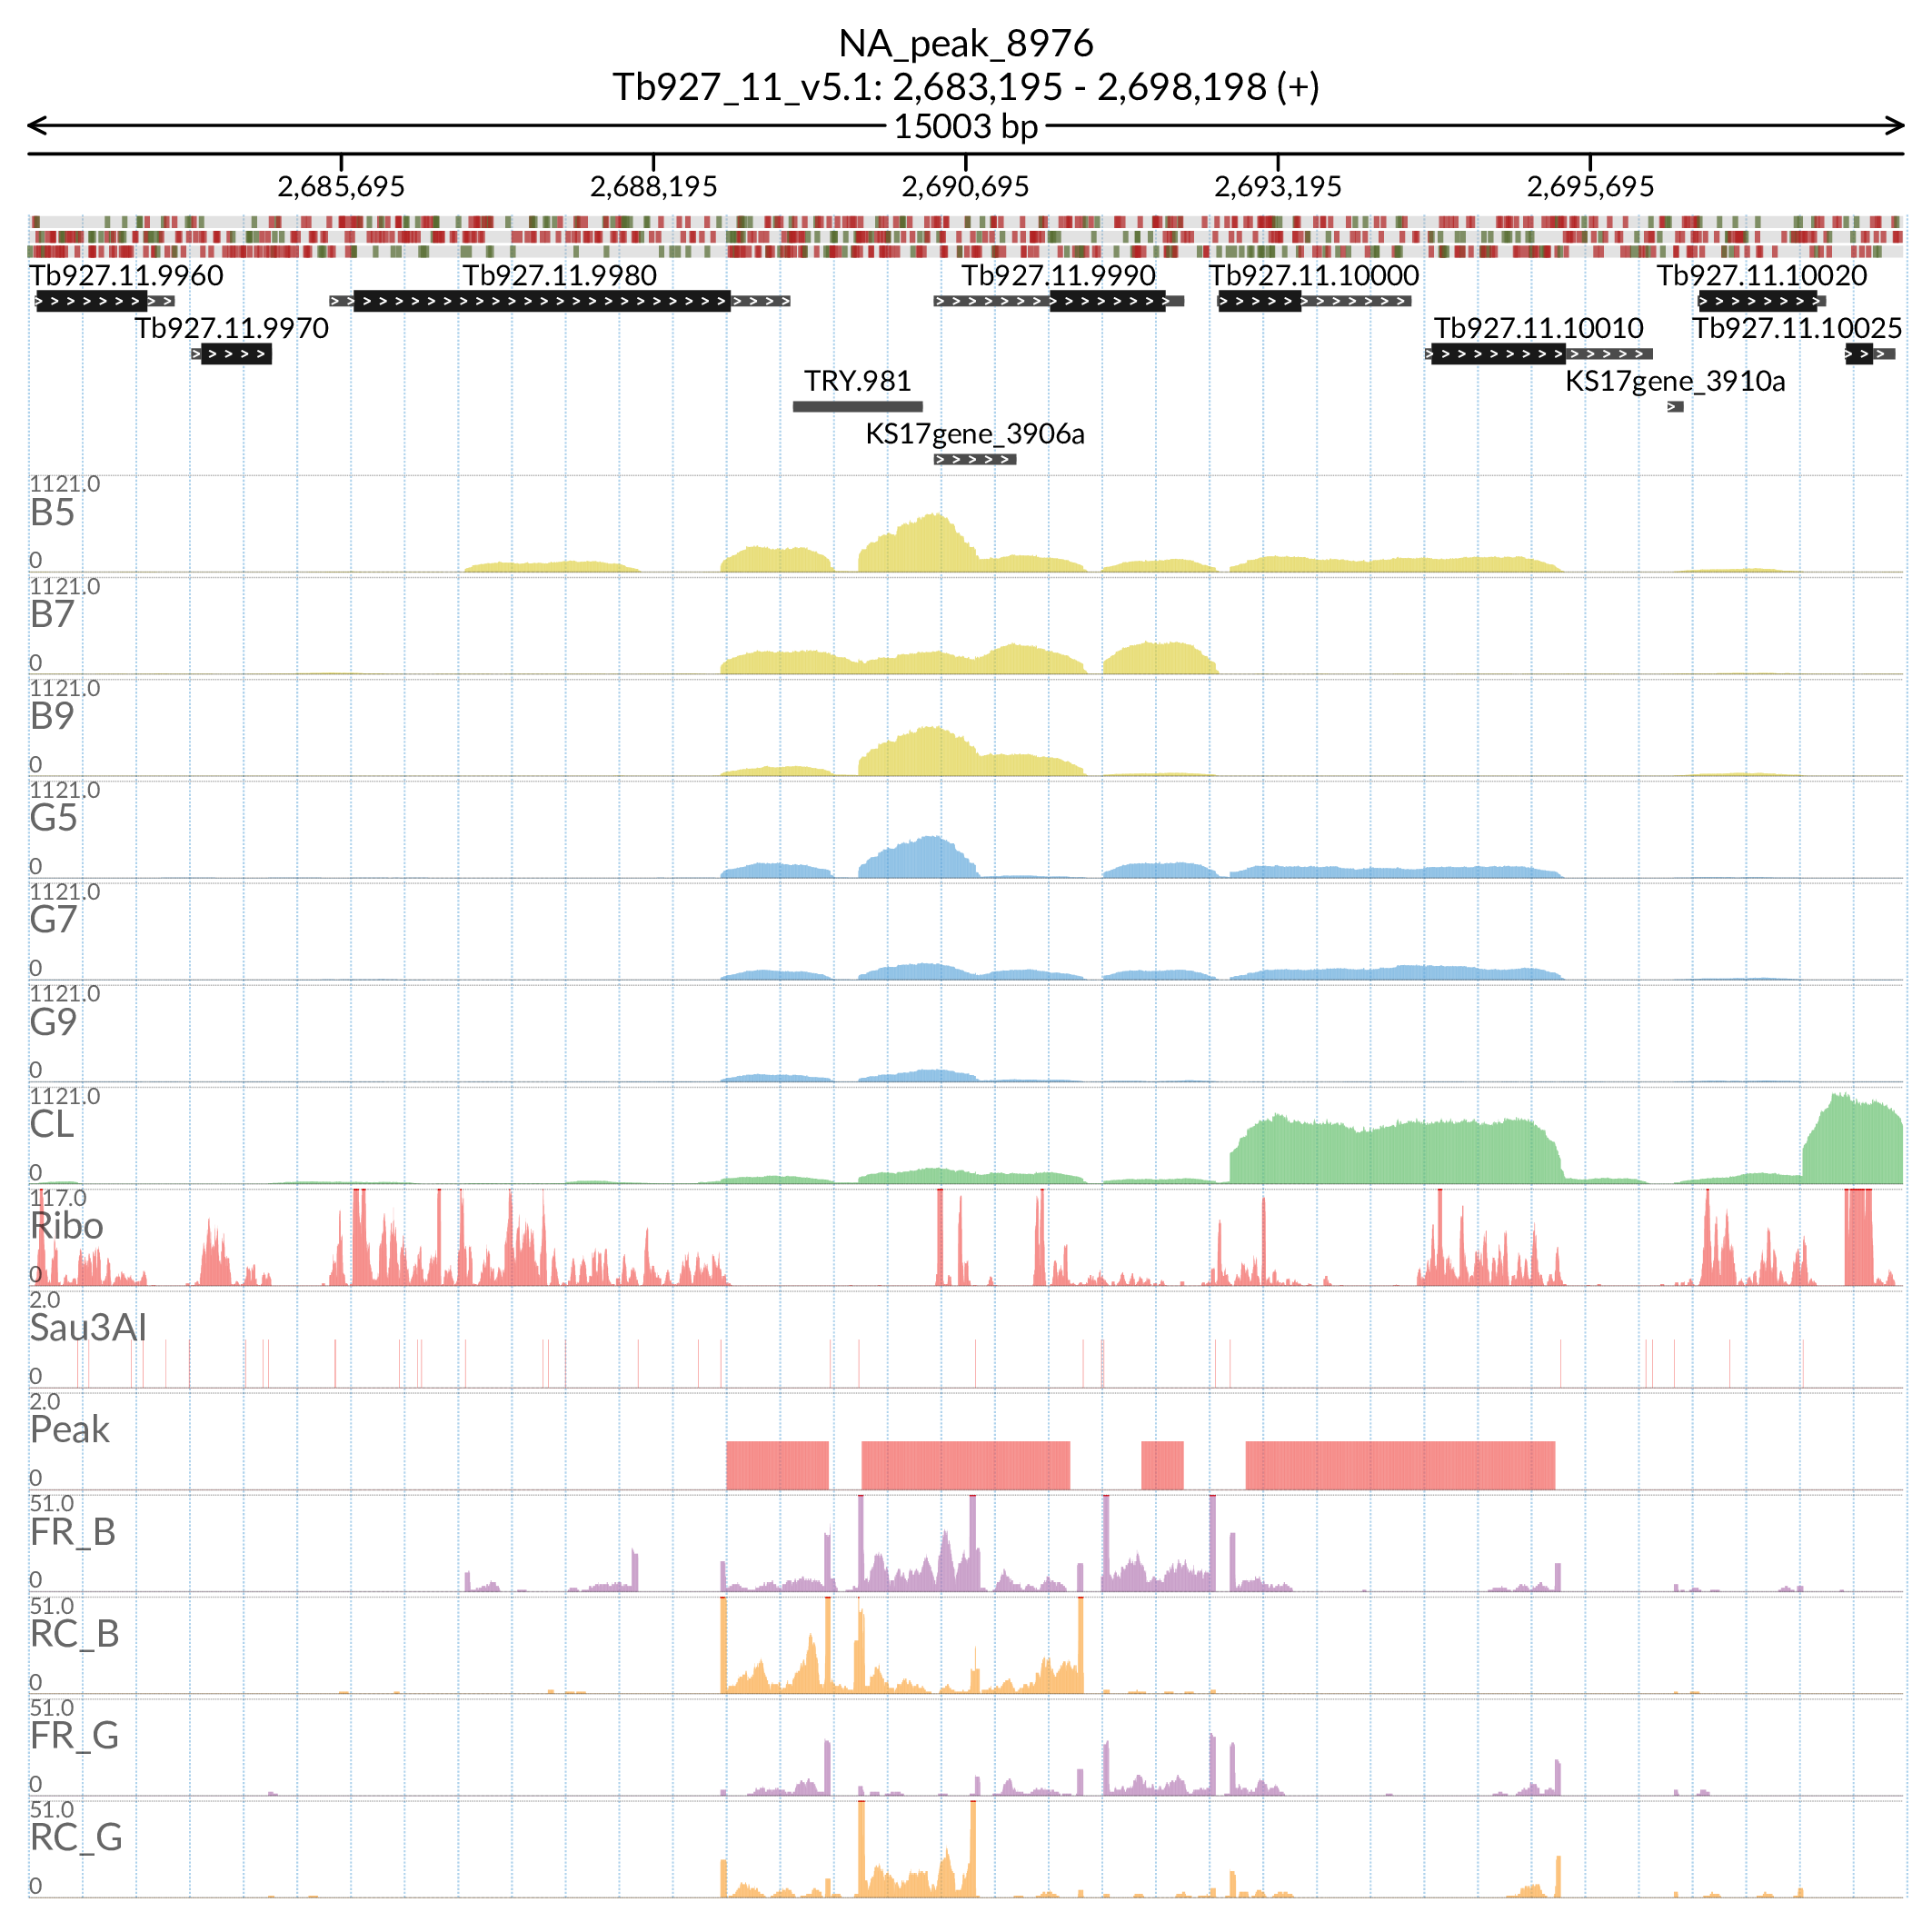 NA_peak_8976
Tb927_11_v5.1: 2,683,195 - 2,698,198 (+)
15003 bp
2,685,695 2,688,195 2,690,695 2,693,195 2,695,695
Tb927.11.9960 Tb927.11.9980 Tb927.11.9990 Tb927.11.10000 Tb927.11.10020
Tb927.11.9970 Tb927.11.10010 Tb927.11.10025
TRY.981 KS17gene_3910a
KS17gene_3906a
1121.0
B5
0
1121.0
B7
0
1121.0
B9
0
1121.0
G5
0
1121.0
G7
0
1121.0
G9
0
1121.0
CL
0
117.0
Ribo
0
2.0
Sau3AI
0
2.0
Peak
0
51.0
FR_B
0
51.0
RC_B
0
51.0
FR_G
0
51.0
RC_G
0